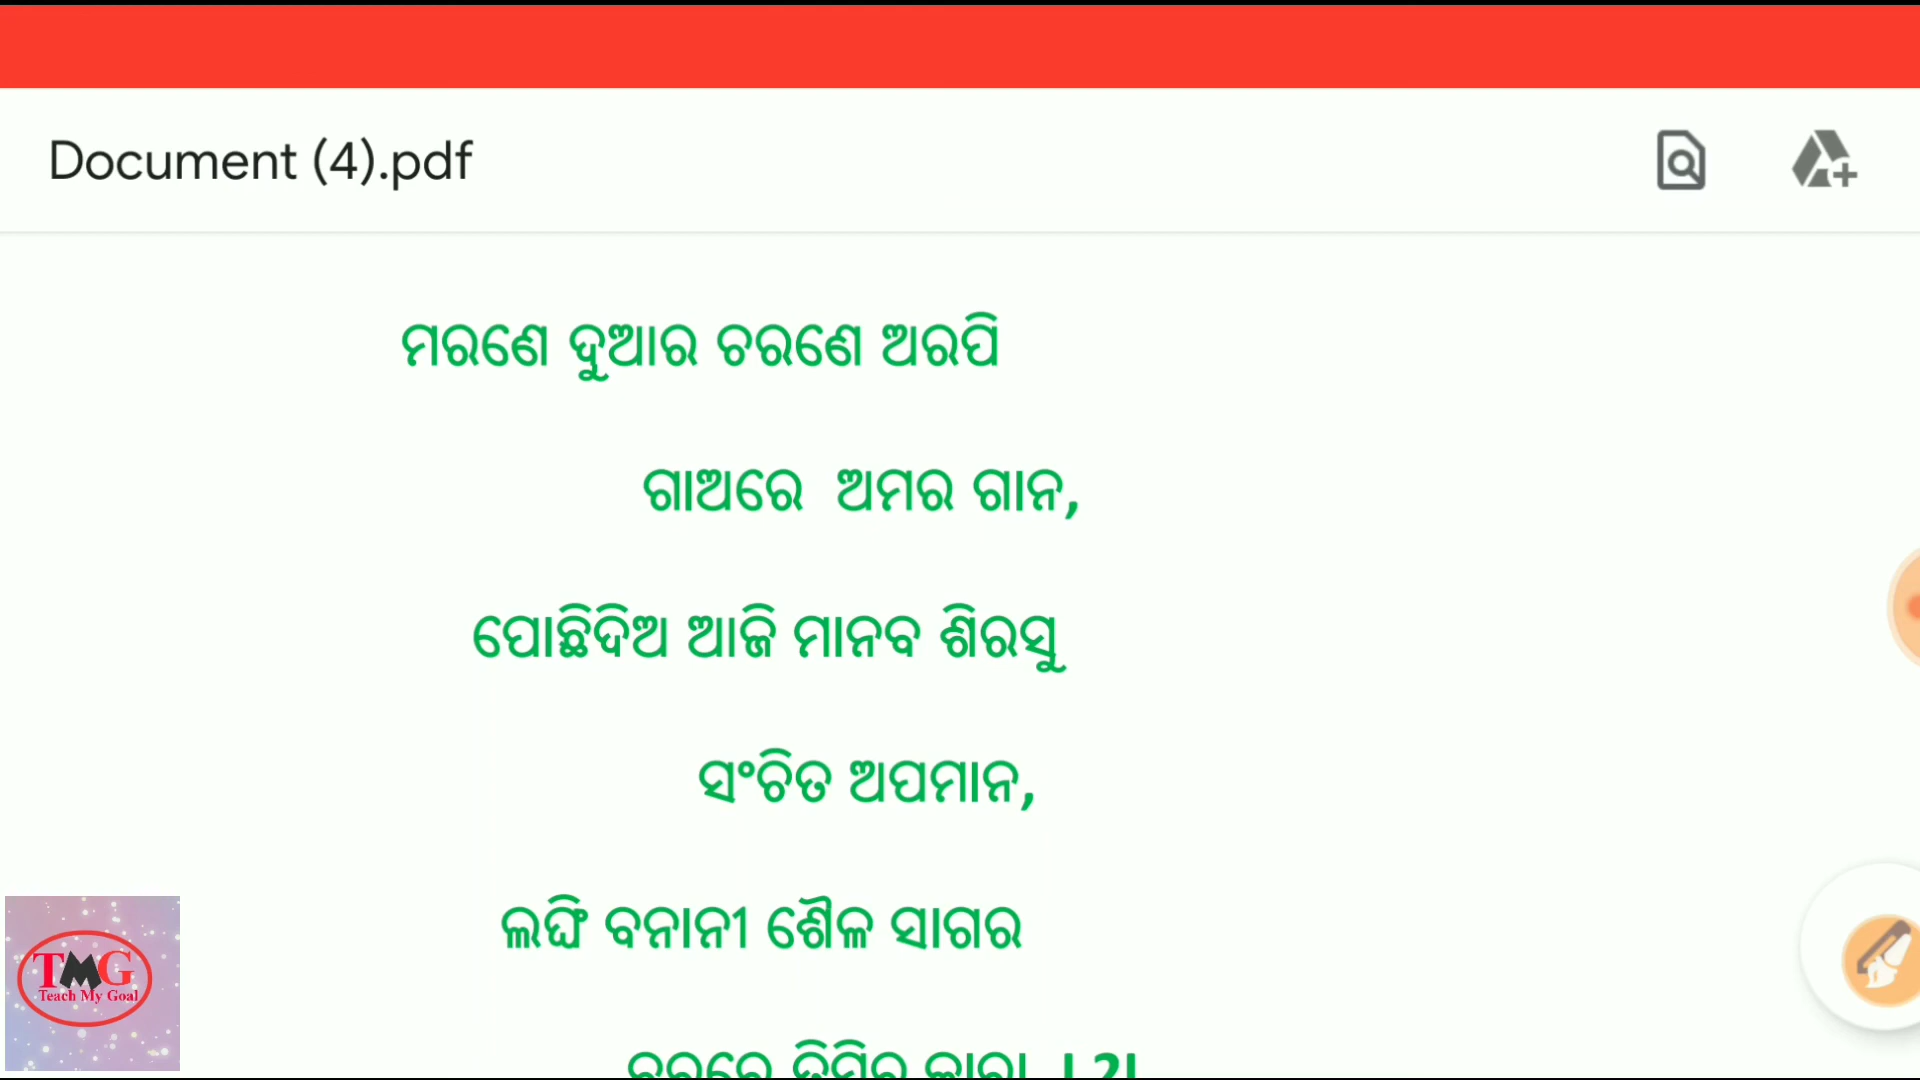 Document (4).pdf
ମରଣେ ଦୁଆର ଚରଣେ ଅରପି
ଗାଅରେ ଅମର ଗାନ,
ପୋଛିଦିଅ ଆଜି ମାନବ ଶିରସୁ
ସଂଚିତ ଅପମାନ,
ଲଙ୍ଘି ବନାନୀ ଶୈଳ ସାଗର
।2।
TMG
Teach My Goal